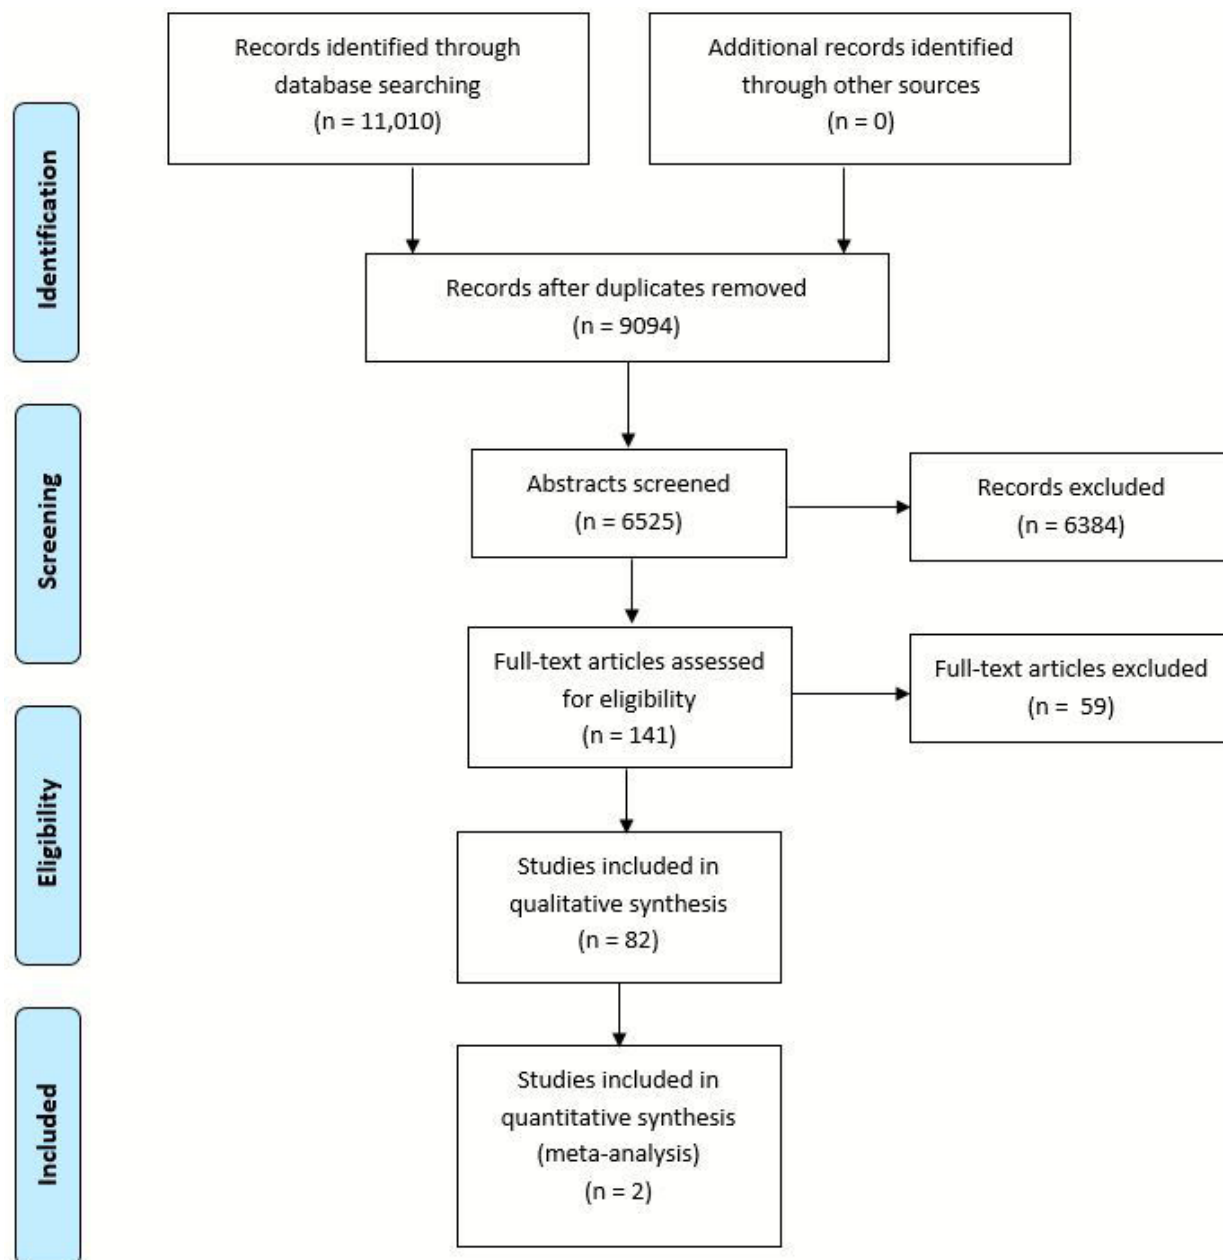 Records identified through
database searching
(n = 11,010)
Additional records identified
through other sources
(n = 0)
Identification
Records after duplicates removed
(n = 9094)
Screening
Abstracts screened
(n = 6525)
Records excluded
(n = 6384)
Full-text articles assessed
for eligibility
(n = 141)
Full-text articles excluded
(n = 59)
Eligibility
Studies included in
qualitative synthesis
(n = 82)
Included
Studies included in
quantitative synthesis
(meta-analysis)
(n = 2)